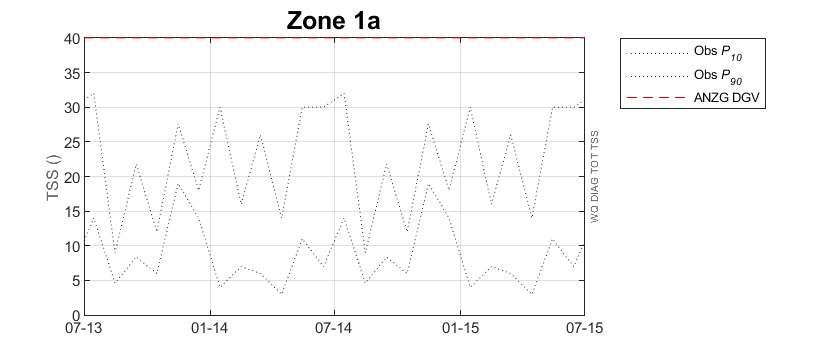 Zone 1a
40
35
30
25
20
15
10
5
0
TSS ()
07-13
01-14
07-14
01-15
07-15
WQ DIAG TOT TSS
Obs P10
Obs P90
ANZG DGV